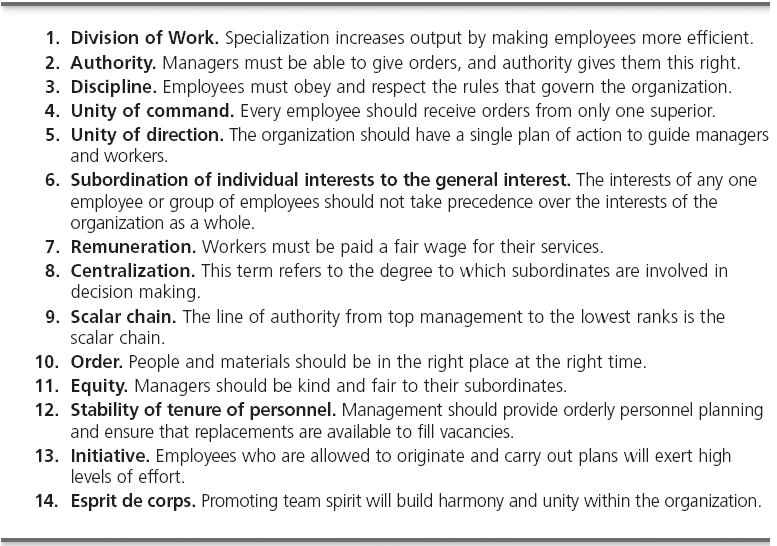 1. Division of Work. Specialization increases output by making employees more efficient.
2. Authority. Managers must be able to give orders, and authority gives them this right.
3. Discipline. Employees must obey and respect the rules that govern the organization.
4. Unity of command. Every employee should receive orders from only one superior.
5. Unity of direction. The organization should have a single plan of action to guide managers
and workers.
6. Subordination of individual interests to the general interest. The interests of any one
employee or group of employees should not take precedence over the interests of the
organization as a whole.
7. Remuneration. Workers must be paid a fair wage for their services.
8. Centralization. This term refers to the degree to which subordinates are involved in
decision making.
9. Scalar chain. The line of authority from top management to the lowest ranks is the
scalar chain.
10. Order. People and materials should be in the right place at the right time.
11. Equity. Managers should be kind and fair to their subordinates.
12. Stability of tenure of personnel. Management should provide orderly personnel planning
and ensure that replacements are available to fill vacancies.
13. Initiative. Employees who are allowed to originate and carry out plans will exert high
levels of effort.
14. Esprit de corps. Promoting team spirit will build harmony and unity within the organization.